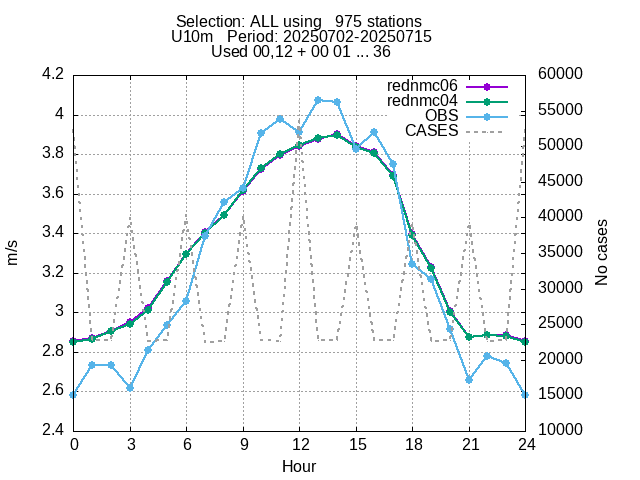 Selection: ALL using   975 stations
U10m   Period: 20250702-20250715
Used 00,12 + 00 01 ... 36
4.2
4
3.8
3.6
3.4
3.2
3
2.8
2.6
2.4
60000
55000
50000
45000
40000
35000
30000
25000
20000
15000
10000
rednmc06
rednmc04
OBS
CASES
m/s
No cases
0 3 6 9 12 15 18 21 24
Hour